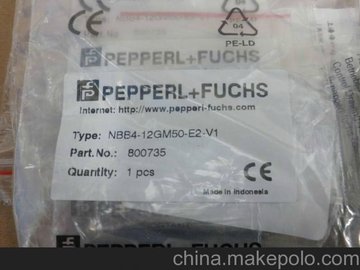 04
PE-LD
PEPPERL+FUCHS
PEPPERL+FUCHS
Internet: http://www.pepperl-fuchs.com
Type: NBB4-12GM50-E2-V1
Part.No.: 800735
Quantity: 1 pcs
CE
Made in Indonesia
PEPPERL+FUCHS
china.makepolo.com